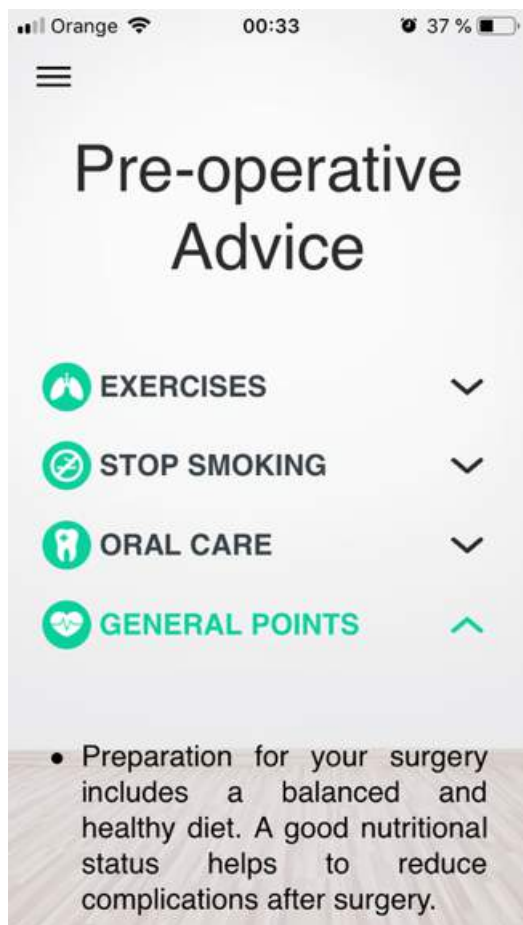 Orange 00:33 37 %
Pre-operative
Advice
EXERCISES
STOP SMOKING
ORAL CARE
GENERAL POINTS
• Preparation for your surgery
includes a balanced and
healthy diet. A good nutritional
status helps to reduce
complications after surgery.